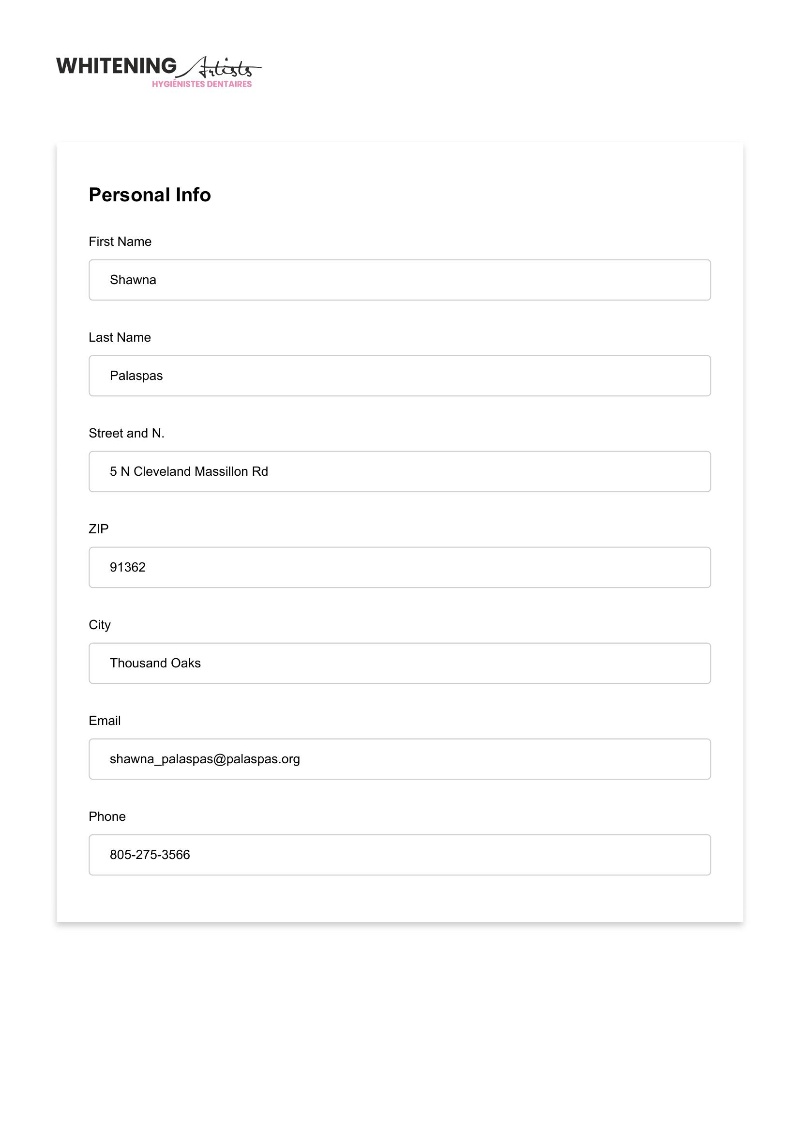 WHITENING Artists
HYGIÉNISTES DENTAIRES
Personal Info
First Name
Shawna
Last Name
Palaspas
Street and N.
5 N Cleveland Massillon Rd
ZIP
91362
City
Thousand Oaks
Email
shawna_palaspas@palaspas.org
Phone
805-275-3566